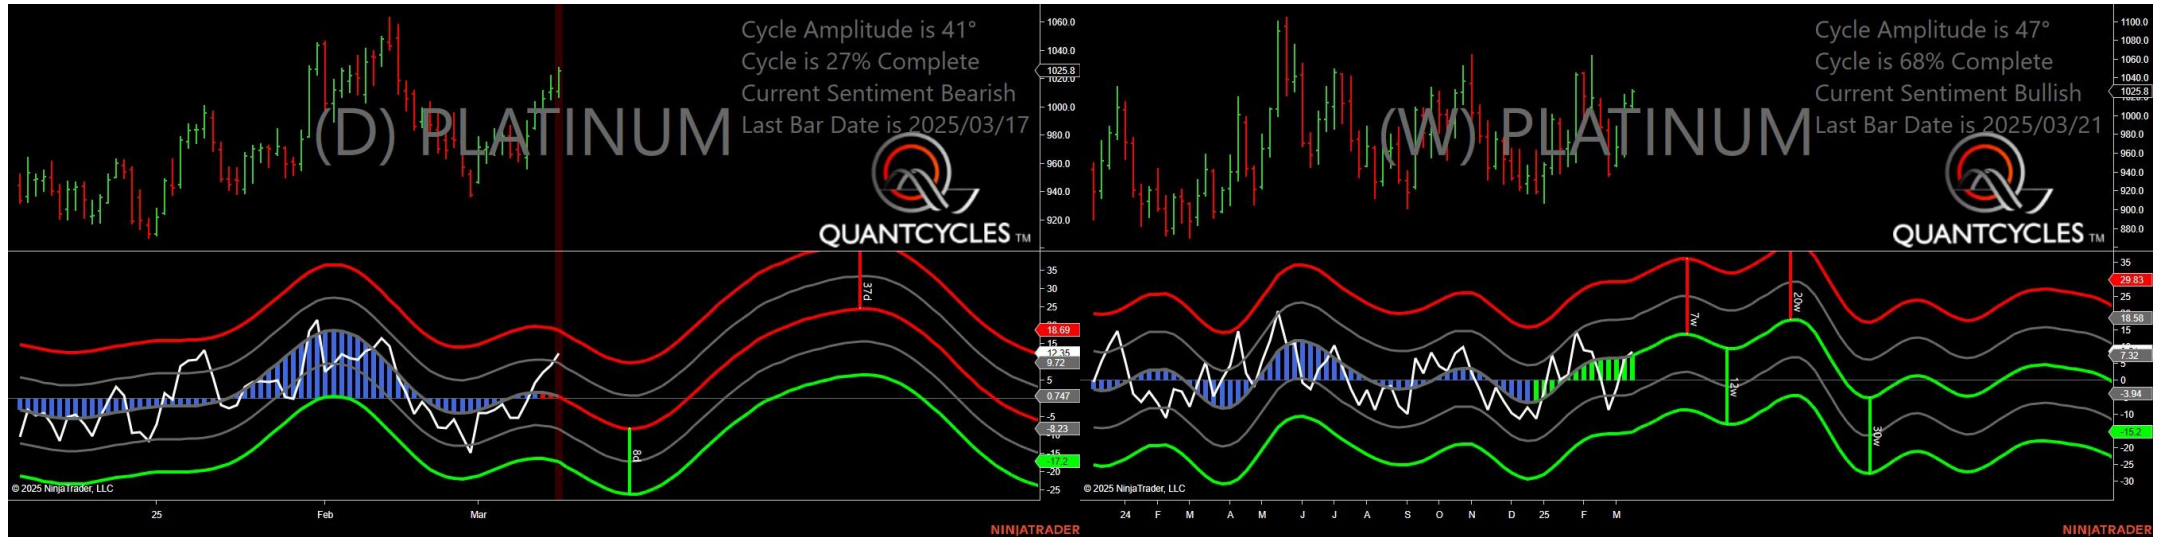 Cycle Amplitude is 41°
Cycle is 27% Complete
Current Sentiment Bearish
Last Bar Date is 2025/03/17
(D) PLATINUM
QUANTCYCLES TM
1060.0
1040.0
1025.8
1020.0
1000.0
980.0
960.0
940.0
920.0
37d
8d
35
30
25
18.69
12.35
9.72
5
0.747
-5
-8.23
-10
-17.2
-20
-25
© 2025 NinjaTrader, LLC
25 Feb Mar
NINJATRADER
Cycle Amplitude is 47°
Cycle is 68% Complete
Current Sentiment Bullish
Last Bar Date is 2025/03/21
(W) PLATINUM
QUANTCYCLES TM
1100.0
1080.0
1060.0
1040.0
1025.8
1000.0
980.0
960.0
940.0
920.0
900.0
880.0
7w
20w
12w
30w
35
29.83
25
18.58
15
7.32
5
0
-3.94
-10
-15.2
-20
-25
-30
© 2025 NinjaTrader, LLC
24 F M A M J J A S O N D 25 F M
NINJATRADER